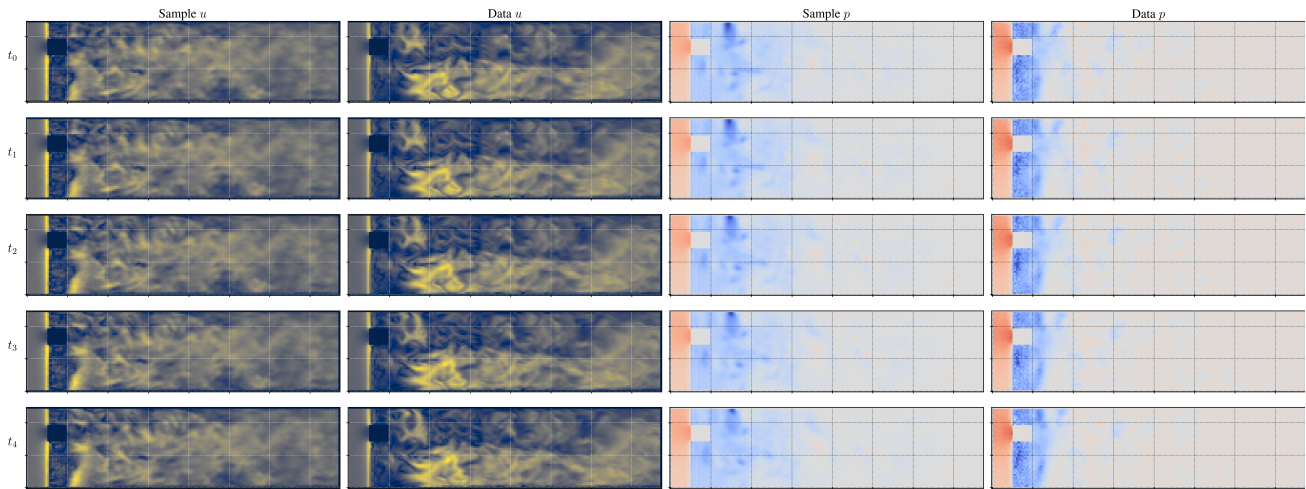 Sample u Data u Sample p Data p
t₀
t₁
t₂
t₃
t₄